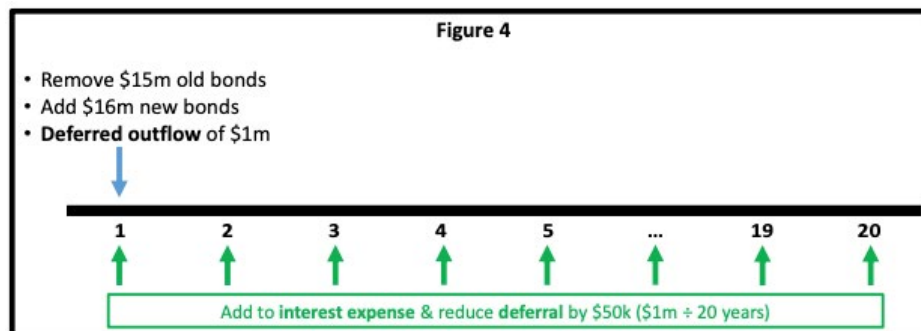 Figure 4
• Remove $15m old bonds
• Add $16m new bonds
• Deferred outflow of $1m
1 2 3 4 5 ... 19 20
Add to interest expense & reduce deferral by $50k ($1m ÷ 20 years)